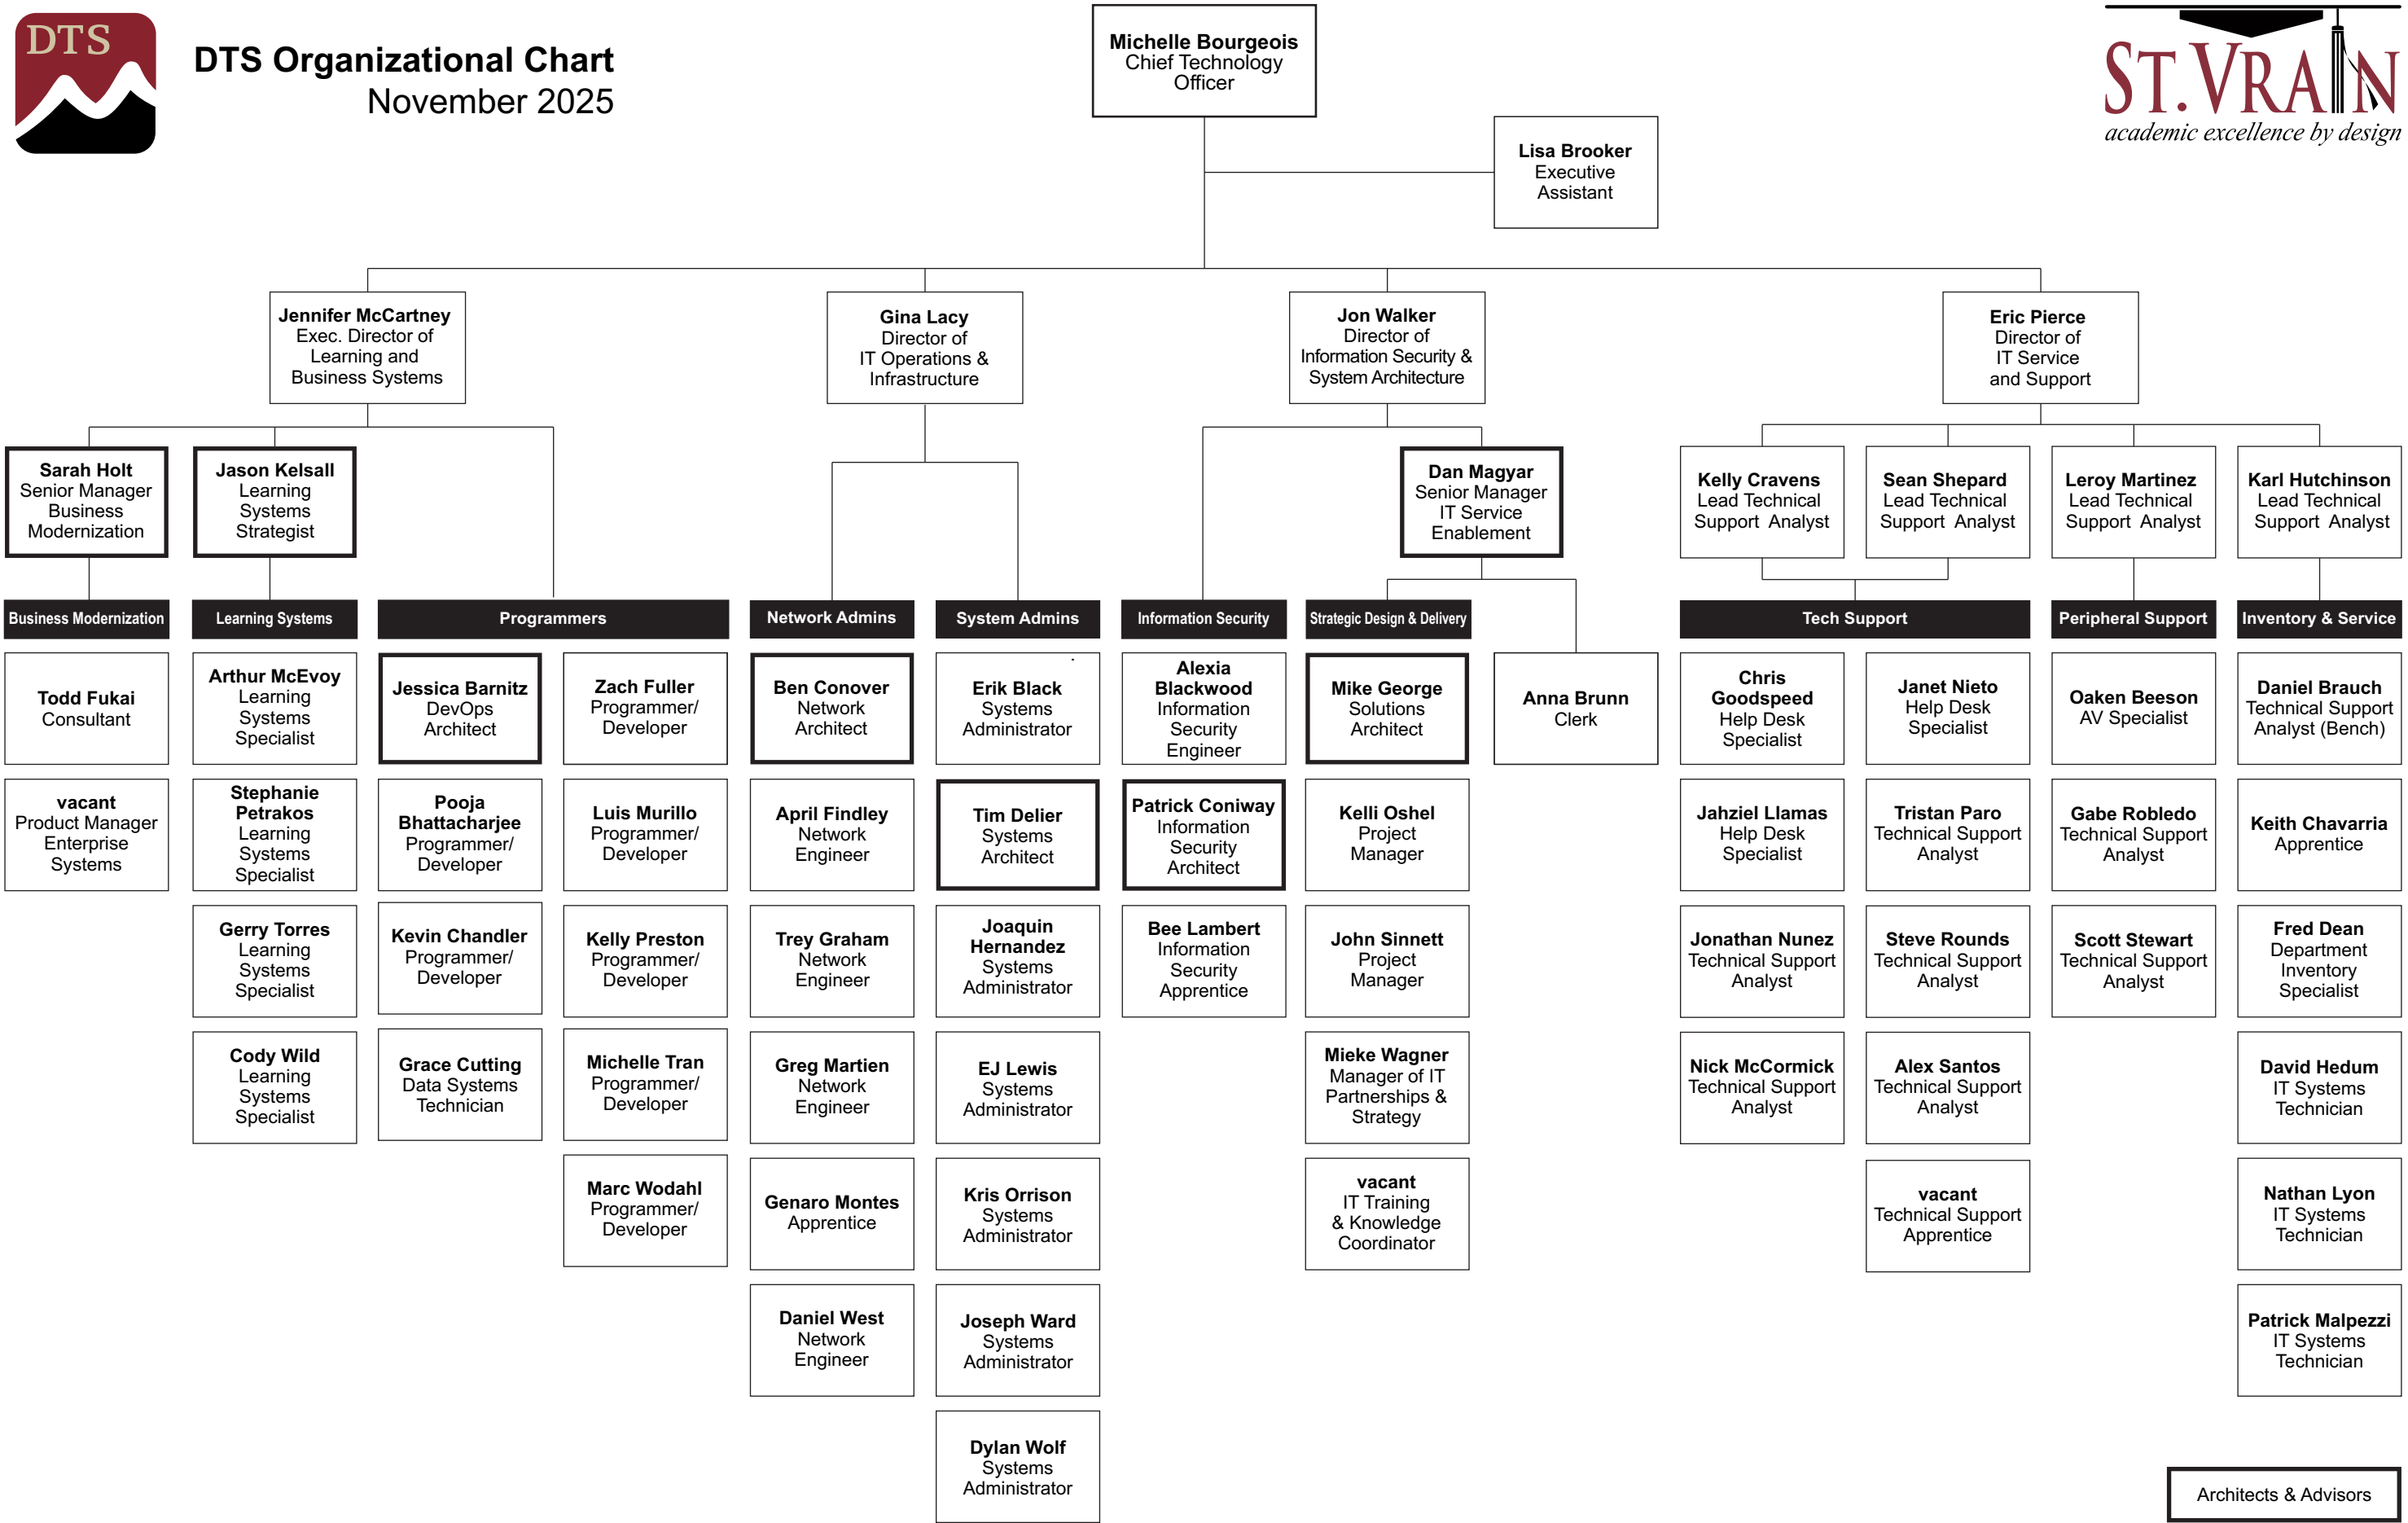 DTS
DTS Organizational Chart
November 2025
ST. VRAIN
academic excellence by design
Michelle Bourgeois
Chief Technology
Officer
Lisa Brooker
Executive
Assistant
Jennifer McCartney
Exec. Director of
Learning and
Business Systems
Gina Lacy
Director of
IT Operations &
Infrastructure
Jon Walker
Director of
Information Security &
System Architecture
Eric Pierce
Director of
IT Service
and Support
Sarah Holt
Senior Manager
Business
Modernization
Jason Kelsall
Learning
Systems
Strategist
Dan Magyar
Senior Manager
IT Service
Enablement
Kelly Cravens
Lead Technical
Support Analyst
Sean Shepard
Lead Technical
Support Analyst
Leroy Martinez
Lead Technical
Support Analyst
Karl Hutchinson
Lead Technical
Support Analyst
Business Modernization
Todd Fukai
Consultant
vacant
Product Manager
Enterprise
Systems
Learning Systems
Arthur McEvoy
Learning
Systems
Specialist
Stephanie
Petrakos
Learning
Systems
Specialist
Gerry Torres
Learning
Systems
Specialist
Cody Wild
Learning
Systems
Specialist
Programmers
Jessica Barnitz
DevOps
Architect
Pooja
Bhattacharjee
Programmer/
Developer
Kevin Chandler
Programmer/
Developer
Grace Cutting
Data Systems
Technician
Zach Fuller
Programmer/
Developer
Luis Murillo
Programmer/
Developer
Kelly Preston
Programmer/
Developer
Michelle Tran
Programmer/
Developer
Marc Wodahl
Programmer/
Developer
Network Admins
Ben Conover
Network
Architect
April Findley
Network
Engineer
Trey Graham
Network
Engineer
Greg Martien
Network
Engineer
Genaro Montes
Apprentice
Daniel West
Network
Engineer
System Admins
Erik Black
Systems
Administrator
Tim Delier
Systems
Architect
Joaquin
Hernandez
Systems
Administrator
EJ Lewis
Systems
Administrator
Kris Orrison
Systems
Administrator
Joseph Ward
Systems
Administrator
Dylan Wolf
Systems
Administrator
Information Security
Alexia
Blackwood
Information
Security
Engineer
Patrick Coniway
Information
Security
Architect
Bee Lambert
Information
Security
Apprentice
Strategic Design & Delivery
Mike George
Solutions
Architect
Kelli Oshel
Project
Manager
John Sinnett
Project
Manager
Mieke Wagner
Manager of IT
Partnerships &
Strategy
vacant
IT Training
& Knowledge
Coordinator
Anna Brunn
Clerk
Tech Support
Chris
Goodspeed
Help Desk
Specialist
Jahziel Llamas
Help Desk
Specialist
Jonathan Nunez
Technical Support
Analyst
Nick McCormick
Technical Support
Analyst
Janet Nieto
Help Desk
Specialist
Tristan Paro
Technical Support
Analyst
Steve Rounds
Technical Support
Analyst
Alex Santos
Technical Support
Analyst
vacant
Technical Support
Apprentice
Peripheral Support
Oaken Beeson
AV Specialist
Gabe Robledo
Technical Support
Analyst
Scott Stewart
Technical Support
Analyst
Inventory & Service
Daniel Brauch
Technical Support
Analyst (Bench)
Keith Chavarria
Apprentice
Fred Dean
Department
Inventory
Specialist
David Hedum
IT Systems
Technician
Nathan Lyon
IT Systems
Technician
Patrick Malpezzi
IT Systems
Technician
Architects & Advisors